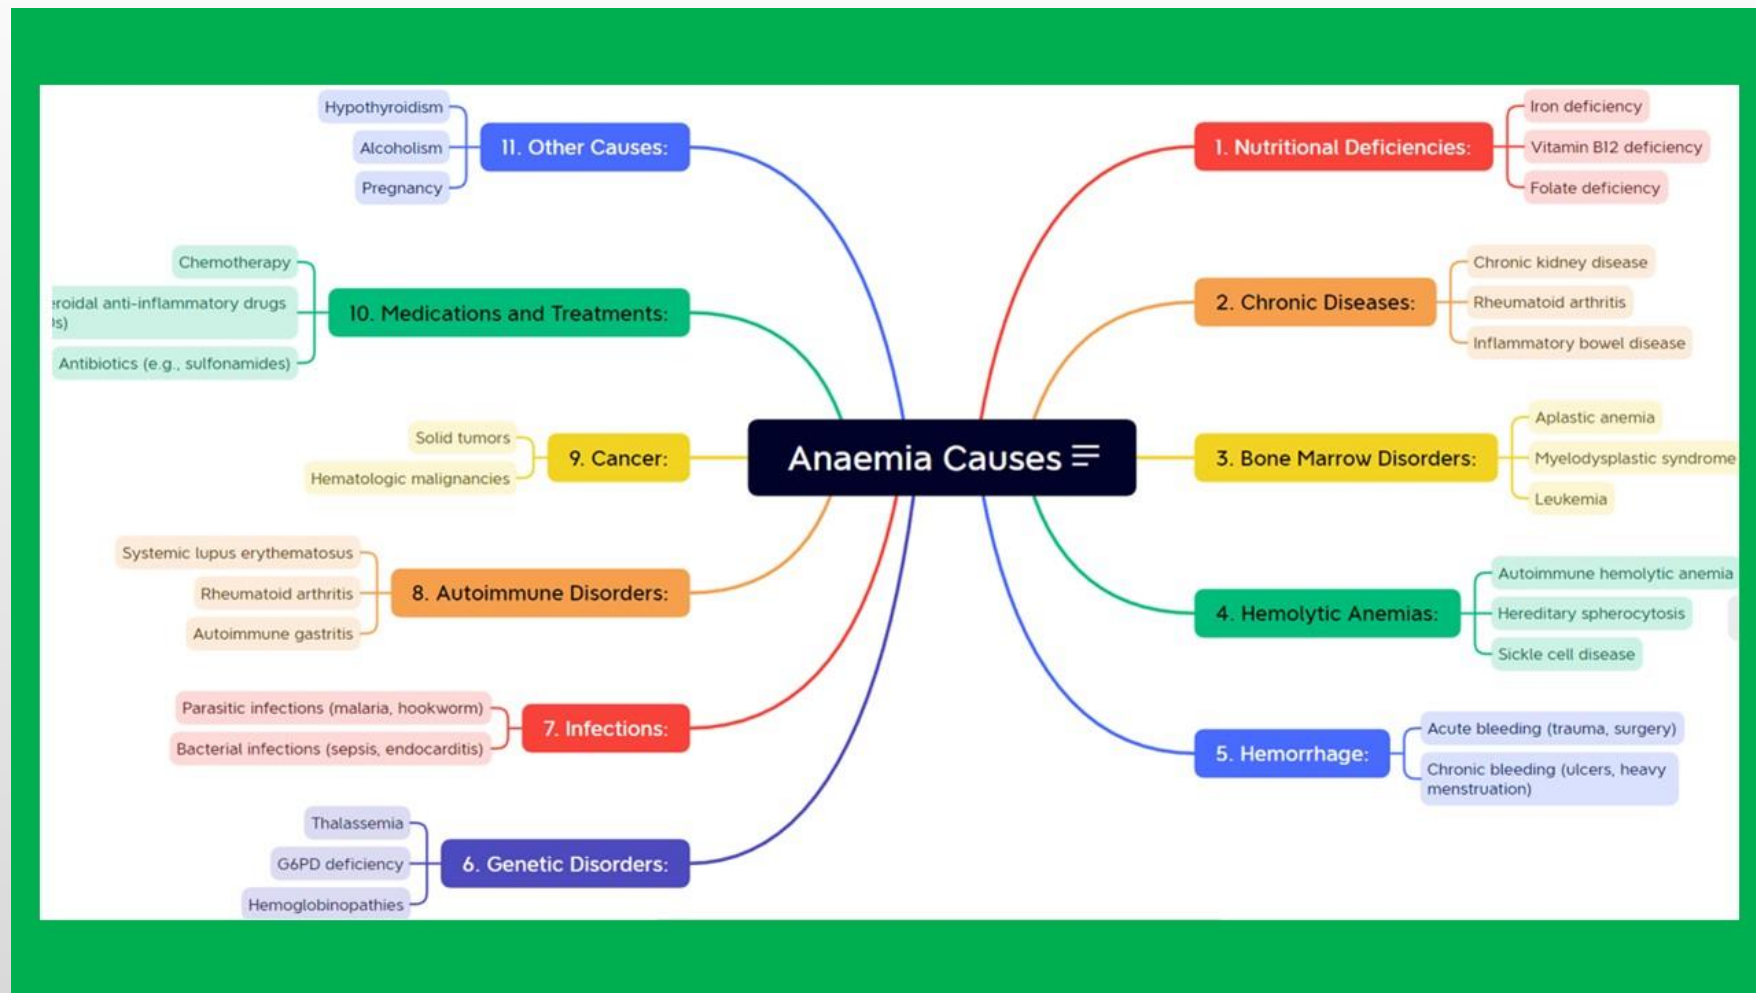 Anaemia Causes
1. Nutritional Deficiencies:
Iron deficiency
Vitamin B12 deficiency
Folate deficiency
2. Chronic Diseases:
Chronic kidney disease
Rheumatoid arthritis
Inflammatory bowel disease
3. Bone Marrow Disorders:
Aplastic anemia
Myelodysplastic syndrome
Leukemia
4. Hemolytic Anemias:
Autoimmune hemolytic anemia
Hereditary spherocytosis
Sickle cell disease
5. Hemorrhage:
Acute bleeding (trauma, surgery)
Chronic bleeding (ulcers, heavy
menstruation)
6. Genetic Disorders:
Thalassemia
G6PD deficiency
Hemoglobinopathies
7. Infections:
Parasitic infections (malaria, hookworm)
Bacterial infections (sepsis, endocarditis)
8. Autoimmune Disorders:
Systemic lupus erythematosus
Rheumatoid arthritis
Autoimmune gastritis
9. Cancer:
Solid tumors
Hematologic malignancies
10. Medications and Treatments:
Chemotherapy
roidal anti-inflammatory drugs
s)
Antibiotics (e.g., sulfonamides)
11. Other Causes:
Hypothyroidism
Alcoholism
Pregnancy